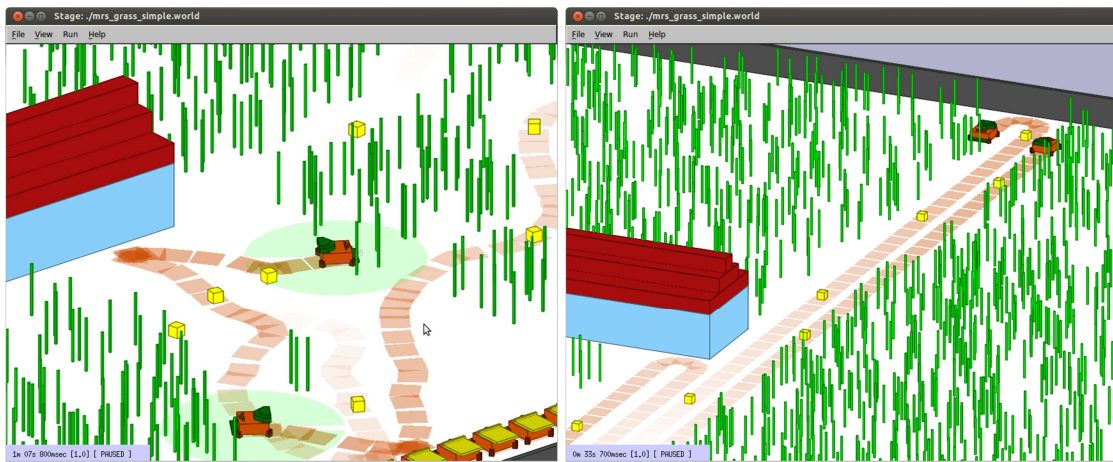 Stage: ./mrs_grass_simple.world
File View Run Help
1m 07s 800msec [1.0] [ PAUSED ]
Stage: ./mrs_grass_simple.world
File View Run Help
0m 33s 700msec [1.0] [ PAUSED ]